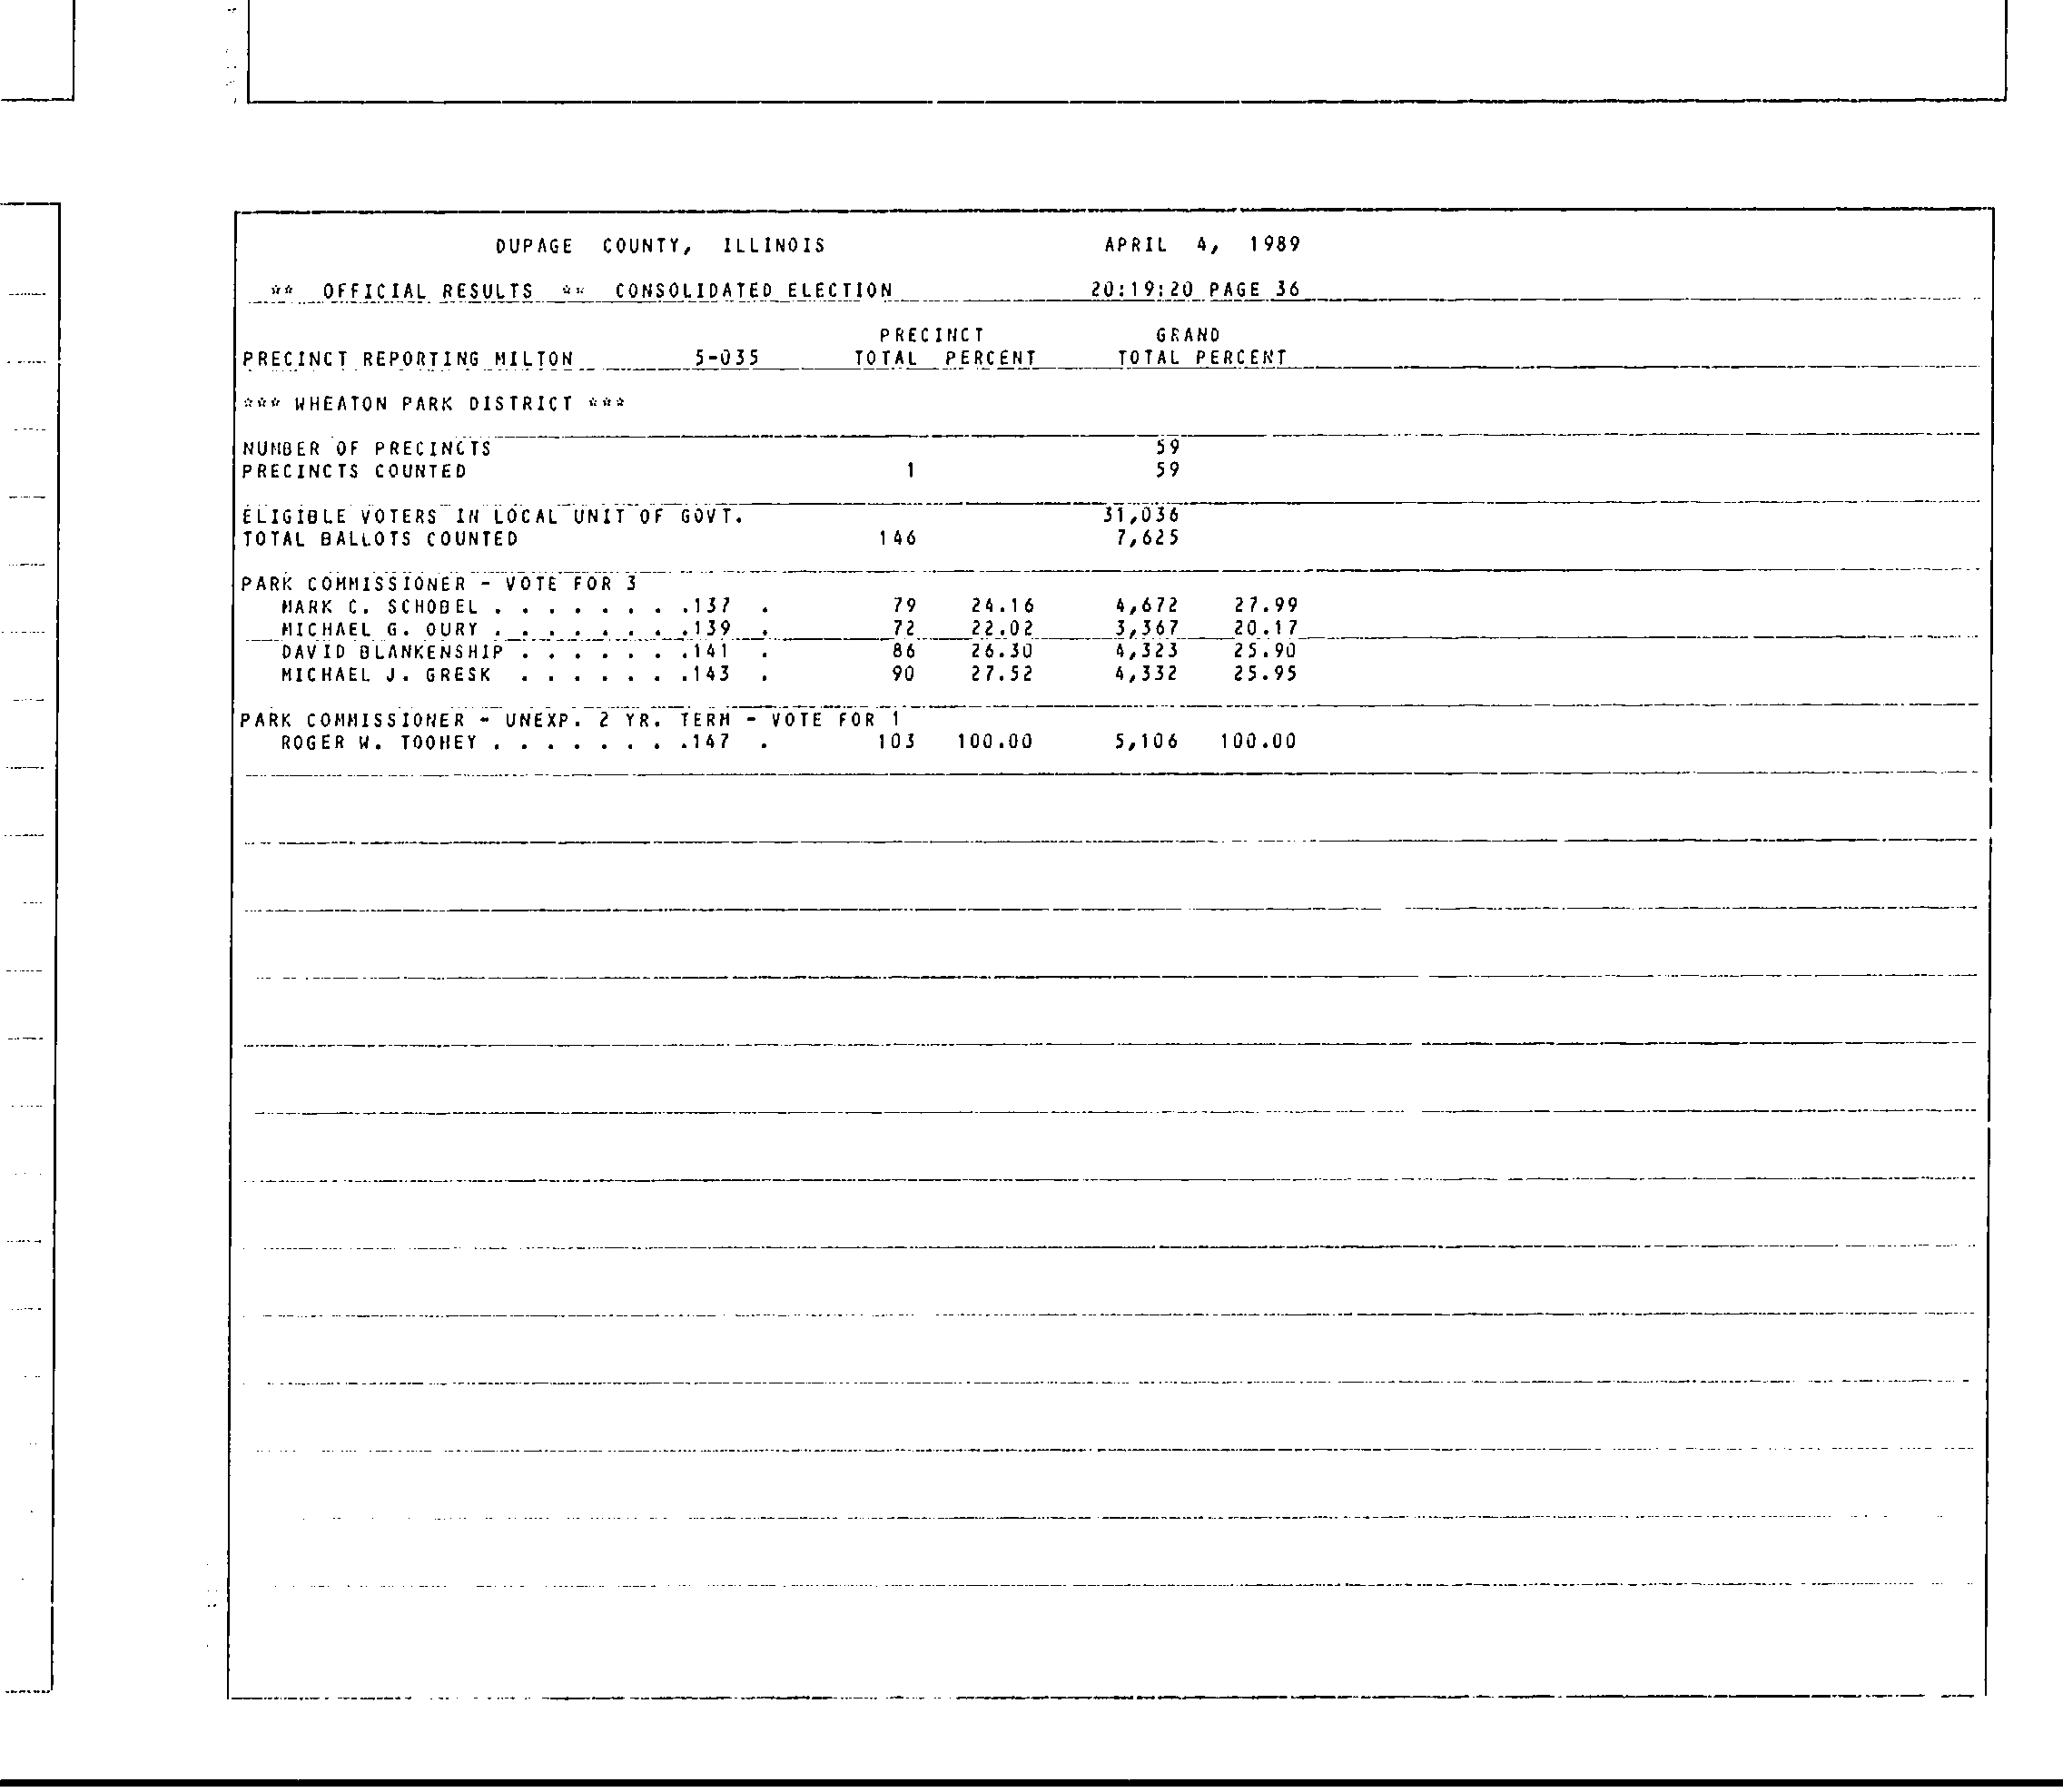 DUPAGE COUNTY, ILLINOIS APRIL 4, 1989
** OFFICIAL RESULTS ** CONSOLIDATED ELECTION 20:19:20 PAGE 36
PRECINCT GRAND
PRECINCT REPORTING MILTON 5-035 TOTAL PERCENT TOTAL PERCENT
*** WHEATON PARK DISTRICT ***
NUMBER OF PRECINCTS 59
PRECINCTS COUNTED 1 59
ELIGIBLE VOTERS IN LOCAL UNIT OF GOVT. 31,036
TOTAL BALLOTS COUNTED 146 7,625
PARK COMMISSIONER - VOTE FOR 3
MARK C. SCHOBEL . . . . . . . .137 . 79 24.16 4,672 27.99
MICHAEL G. OURY . . . . . . . .139 . 72 22.02 3,367 20.17
DAVID BLANKENSHIP . . . . . . .141 . 86 26.30 4,323 25.90
MICHAEL J. GRESK . . . . . . .143 . 90 27.52 4,332 25.95
PARK COMMISSIONER - UNEXP. 2 YR. TERM - VOTE FOR 1
ROGER W. TOOHEY . . . . . . . .147 . 103 100.00 5,106 100.00